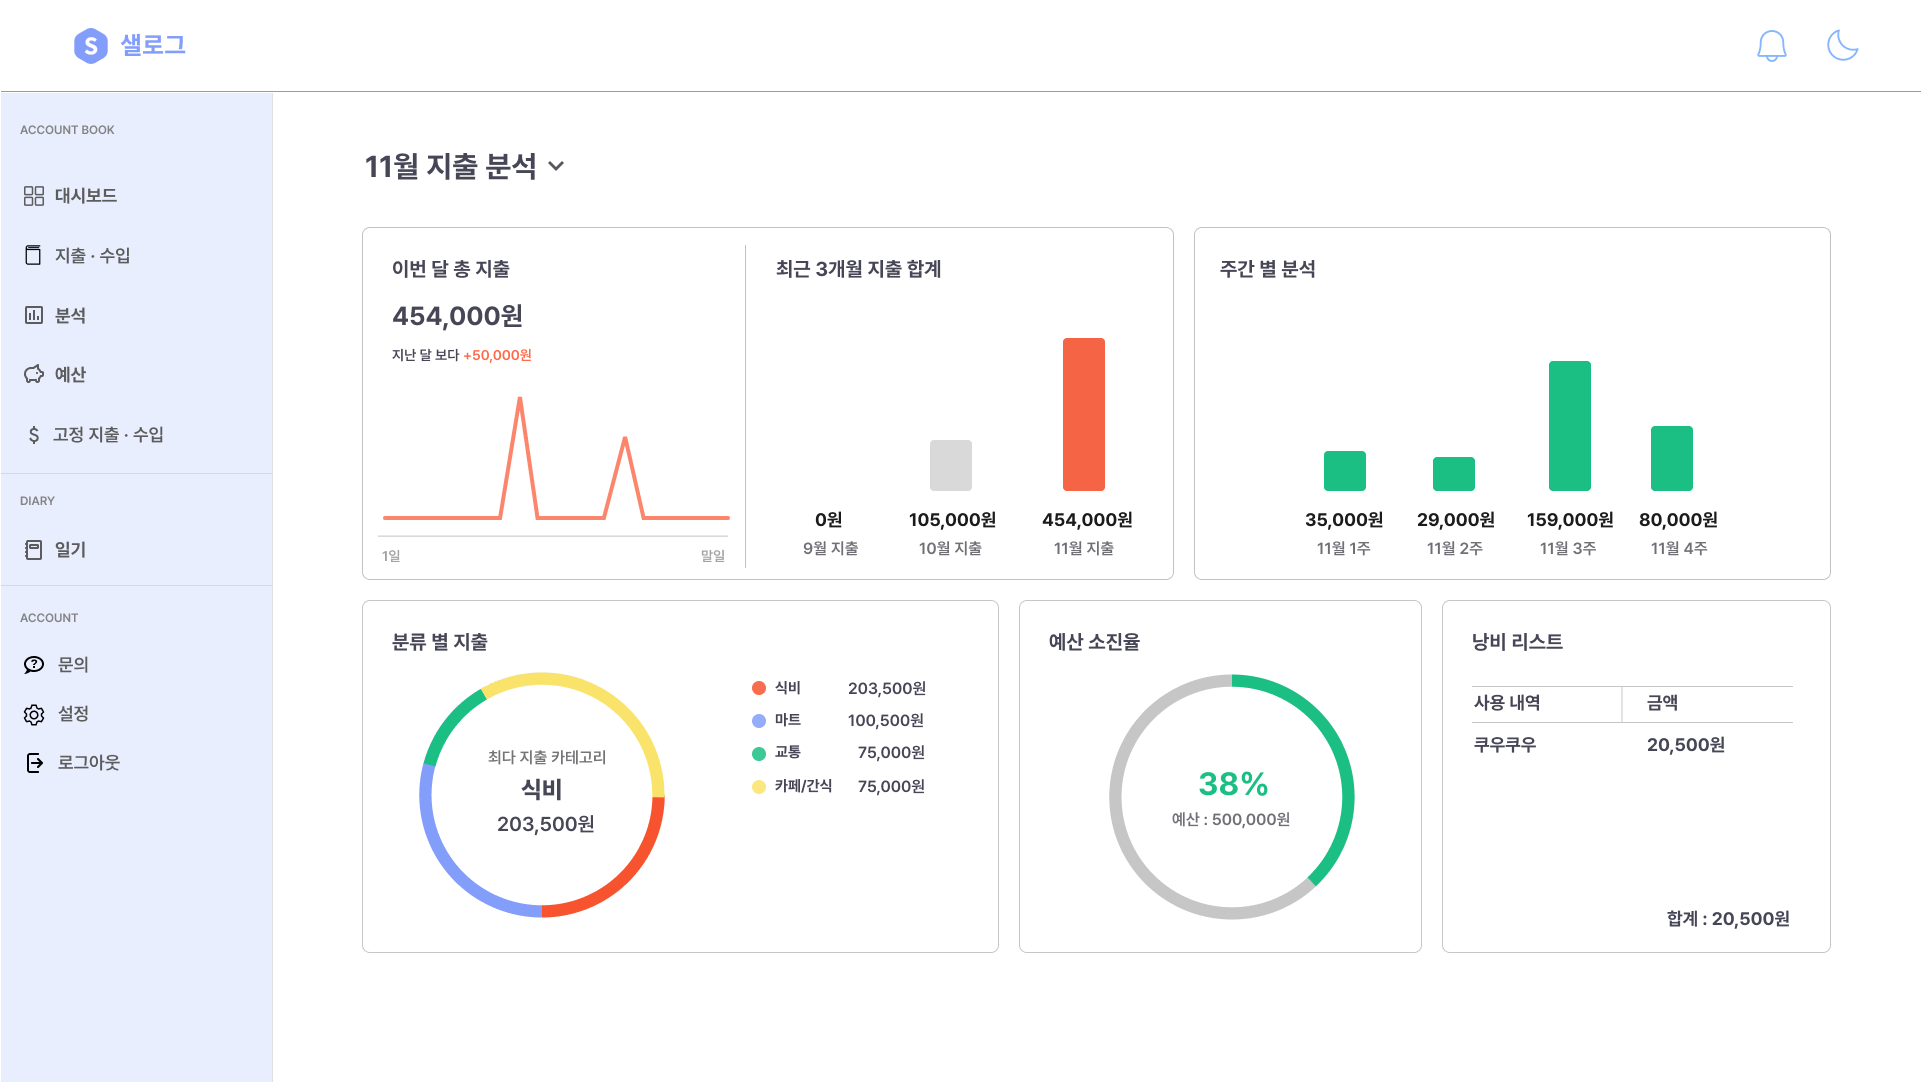 S 샐로그
ACCOUNT BOOK
대시보드
지출 · 수입
분석
예산
$ 고정 지출 · 수입
DIARY
일기
ACCOUNT
문의
설정
로그아웃
11월 지출 분석
이번 달 총 지출
454,000원
지난 달 보다 +50,000원
1일 말일
최근 3개월 지출 합계
0원 105,000원 454,000원
9월 지출 10월 지출 11월 지출
주간 별 분석
35,000원 29,000원 159,000원 80,000원
11월 1주 11월 2주 11월 3주 11월 4주
분류 별 지출
최다 지출 카테고리
식비
203,500원
식비 203,500원
마트 100,500원
교통 75,000원
카페/간식 75,000원
예산 소진율
38%
예산 : 500,000원
낭비 리스트
사용 내역 금액
쿠우쿠우 20,500원
합계 : 20,500원